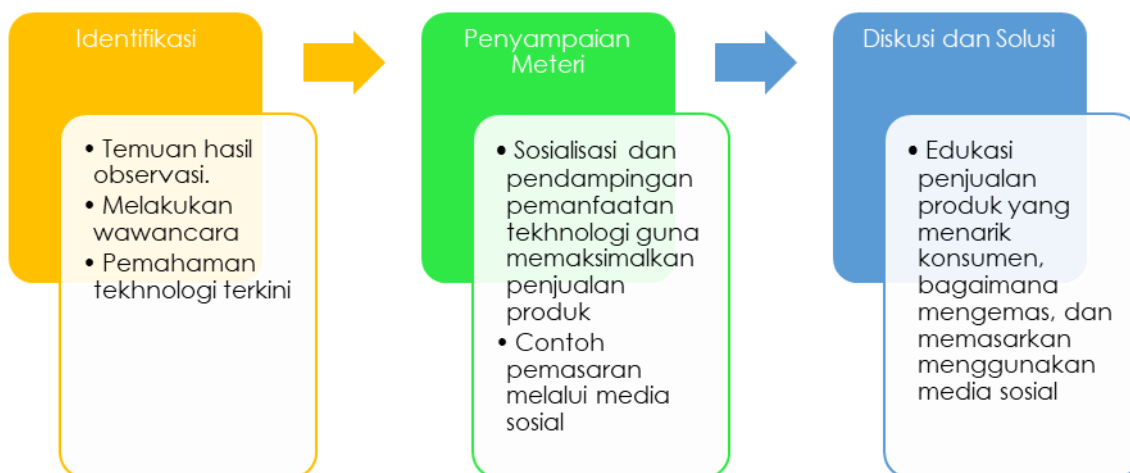 Identifikasi
• Temuan hasil
observasi.
• Melakukan
wawancara
• Pemahaman
tekhnologi terkini
Penyampaian
Meteri
• Sosialisasi dan
pendampingan
pemanfaatan
tekhnologi guna
memaksimalkan
penjualan
produk
• Contoh
pemasaran
melalui media
sosial
Diskusi dan Solusi
• Edukasi
penjualan
produk yang
menarik
konsumen,
bagaimana
mengemas, dan
memasarkan
menggunakan
media sosial